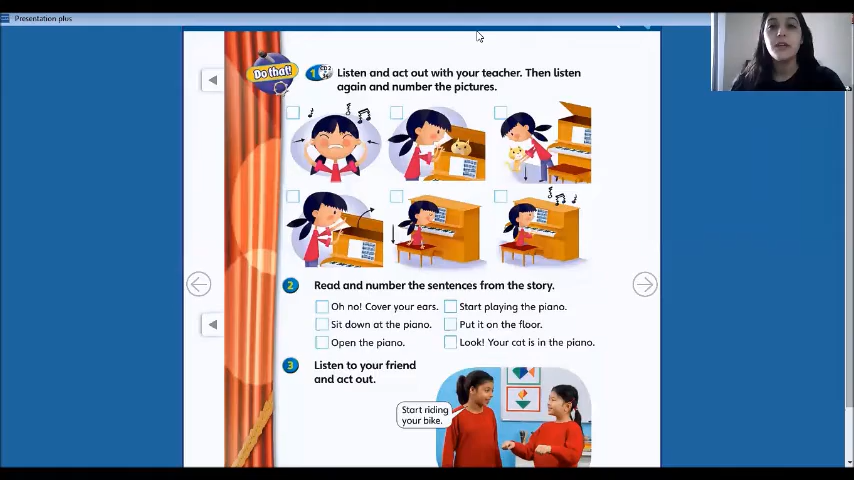 Presentation plus
Do that!
1
CD2
Listen and act out with your teacher. Then listen
again and number the pictures.
2
Read and number the sentences from the story.
Oh no! Cover your ears.
Start playing the piano.
Sit down at the piano.
Put it on the floor.
Open the piano.
Look! Your cat is in the piano.
3
Listen to your friend
and act out.
Start riding
your bike.